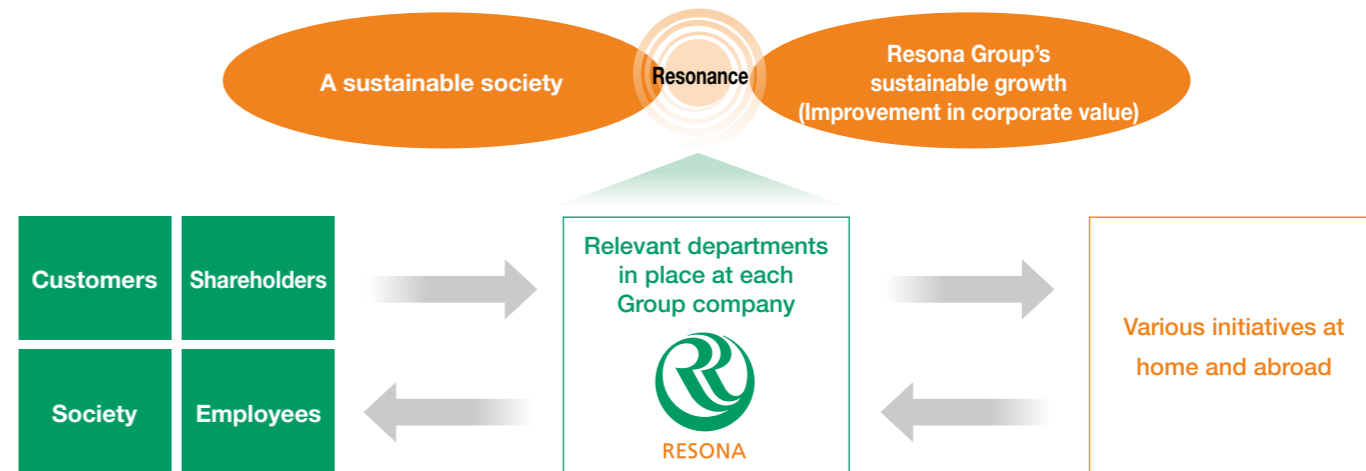 A sustainable society
Resonance
Resona Group's
sustainable growth
(Improvement in corporate value)
Customers
Shareholders
Society
Employees
Relevant departments
in place at each
Group company
RESONA
Various initiatives at
home and abroad